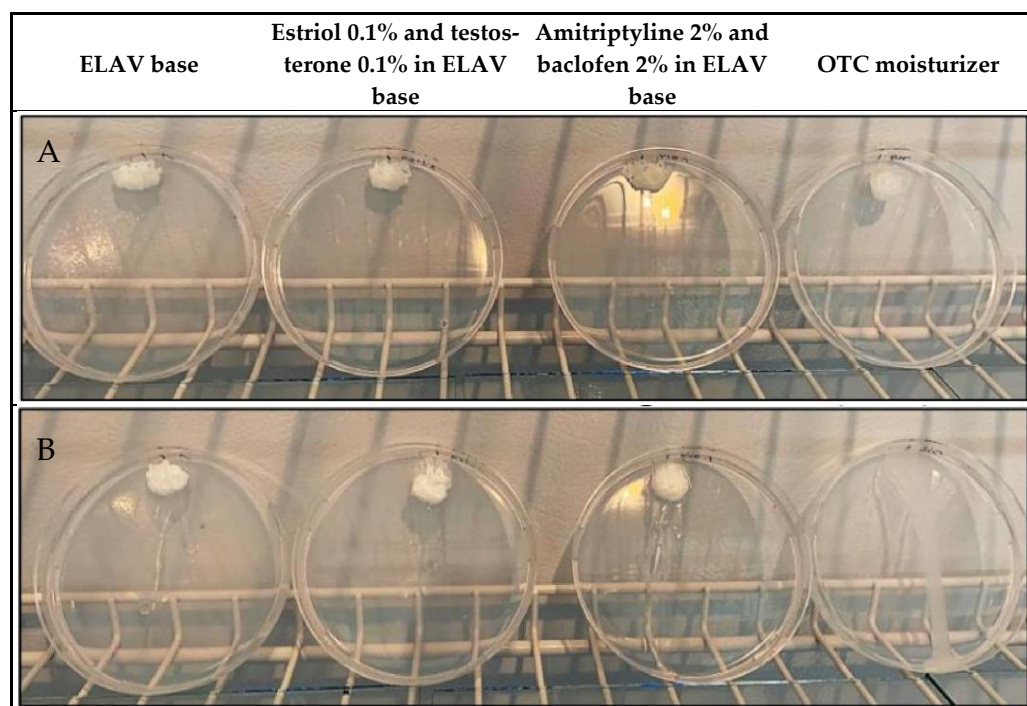 ELAV base
Estriol 0.1% and testos-
terone 0.1% in ELAV
base
Amitriptyline 2% and
baclofen 2% in ELAV
base
OTC moisturizer
A
B